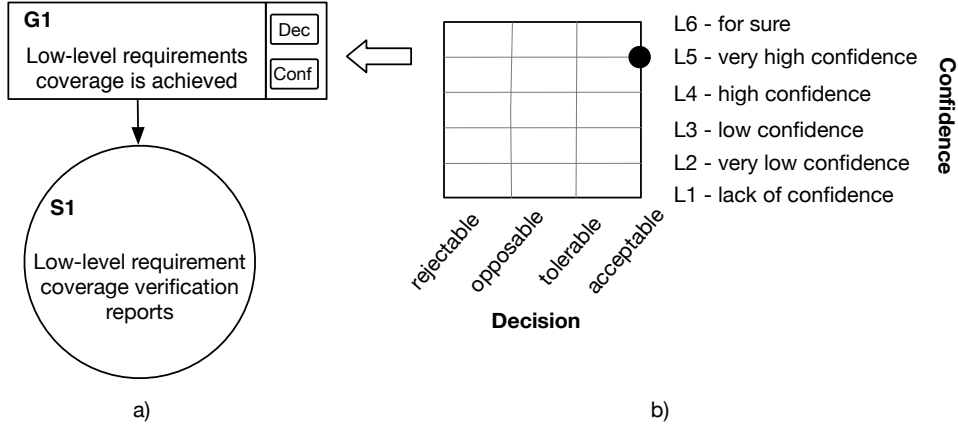 G1
Low-level requirements
coverage is achieved
Dec
Conf
S1
Low-level requirement
coverage verification
reports
a)
L6 - for sure
L5 - very high confidence
L4 - high confidence
L3 - low confidence
L2 - very low confidence
L1 - lack of confidence
Confidence
rejectable
opposable
tolerable
acceptable
Decision
b)